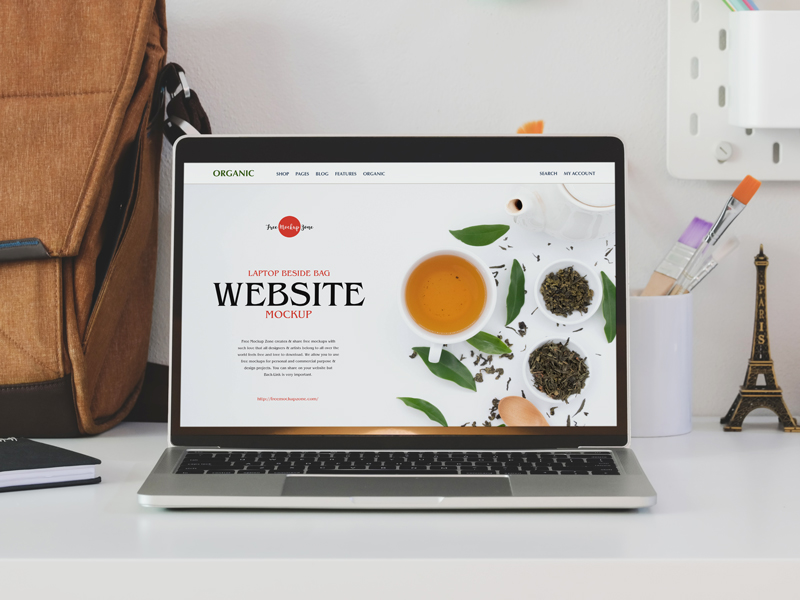 ORGANIC SHOP PAGES BLOG FEATURES ORGANIC SEARCH MY ACCOUNT
Free Mockup Zone
LAPTOP BESIDE BAG
WEBSITE
MOCKUP
Free Mockup Zone creates & share free mockups with
such love that all designers & artists belong to all over the
world both free and free to download. We allow you to use
free mockups for personal and commercial purpose &
design projects. You can share on your website but
Backlink is very important.
http://freemockupzone.com/
PARIS